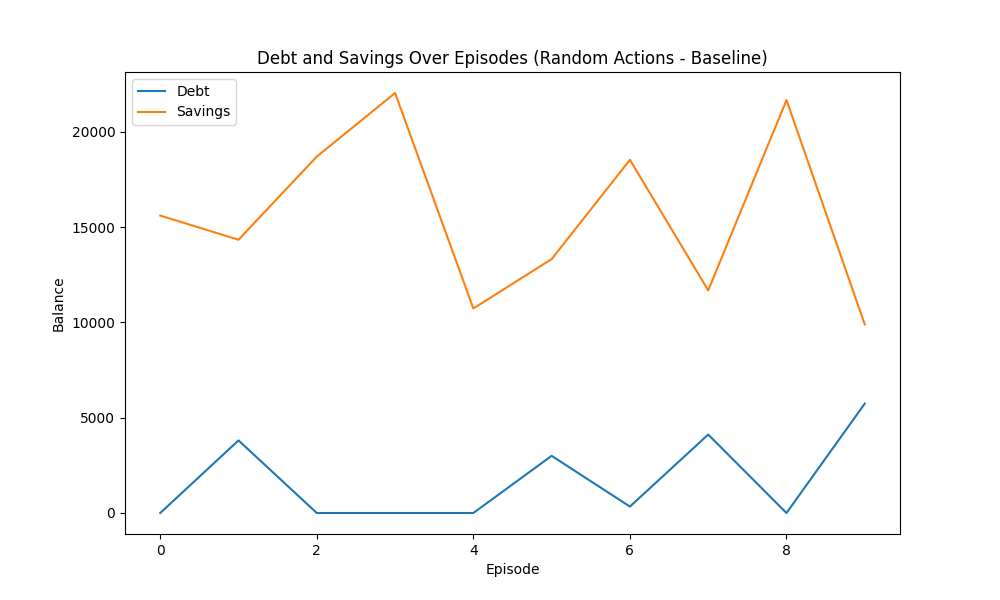 Debt and Savings Over Episodes (Random Actions - Baseline)
Debt
Savings
20000
15000
10000
5000
0
Balance
0 2 4 6 8
Episode